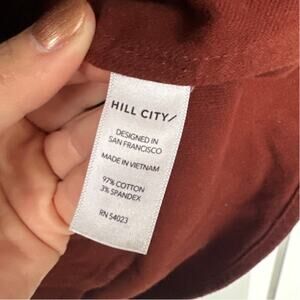 HILL CITY/
DESIGNED IN
SAN FRANCISCO
MADE IN VIETNAM
97% COTTON
3% SPANDEX
RN 54023